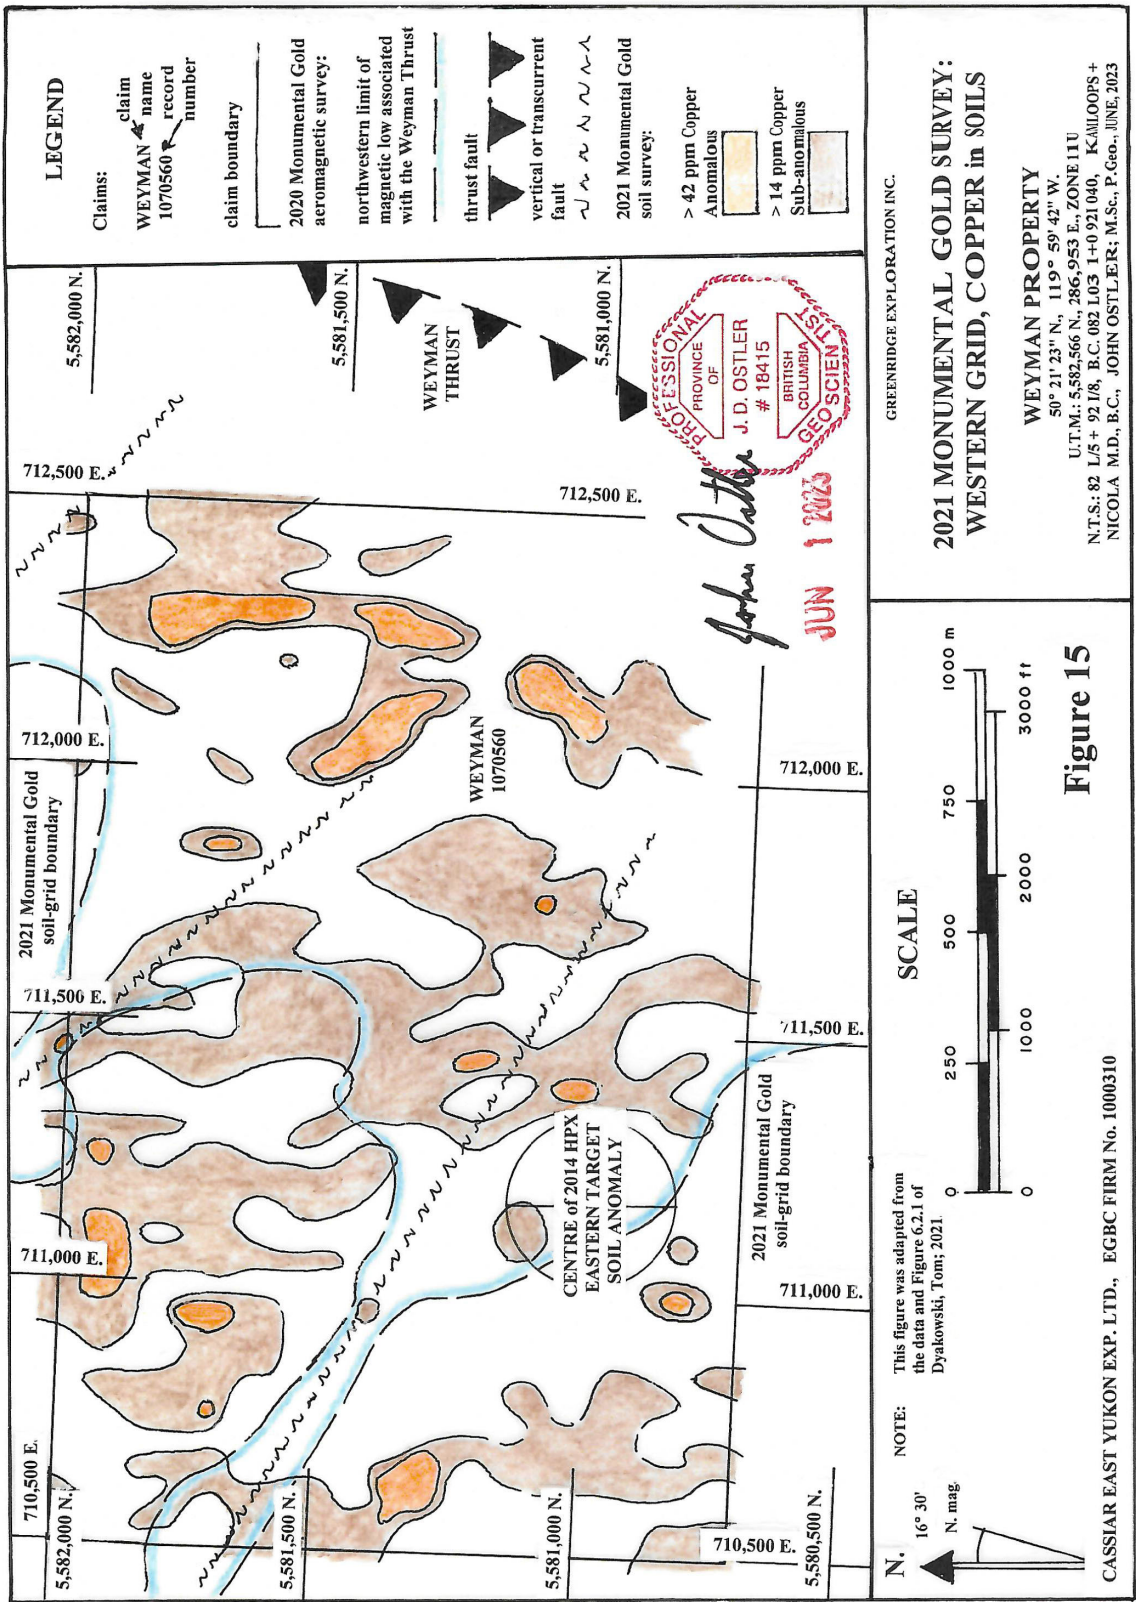 LEGEND
Claims:
WEYMAN
1070560
claim
name
record
number
claim boundary
2020 Monumental Gold
aeromagnetic survey:
northwestern limit of
magnetic low associated
with the Weyman Thrust
thrust fault
vertical or transcurrent
fault
2021 Monumental Gold
soil survey:
> 42 ppm Copper
Anomalous
> 14 ppm Copper
Sub-anomalous
5,582,000 N.
5,581,500 N.
5,581,000 N.
WEYMAN
THRUST
712,500 E.
712,500 E.
712,000 E.
712,000 E.
2021 Monumental Gold
soil-grid boundary
WEYMAN
1070560
711,500 E.
711,500 E.
2021 Monumental Gold
soil-grid boundary
CENTRE of 2014 HPX
EASTERN TARGET
SOIL ANOMALY
711,000 E.
711,000 E.
710,500 E.
710,500 E.
5,582,000 N.
5,581,500 N.
5,581,000 N.
5,580,500 N.
PROFESSIONAL
PROVINCE
OF
J. D. OSTLER
# 18415
BRITISH
COLUMBIA
GEOSCIENTIST
John Ostler
JUN 1 2023
GREENRIDGE EXPLORATION INC.
2021 MONUMENTAL GOLD SURVEY:
WESTERN GRID, COPPER in SOILS
WEYMAN PROPERTY
50° 21' 23" N., 119° 59' 42" W.
U.T.M.: 5,582,566 N., 286,953 E., ZONE 11U
N.T.S.: 82 L/5 + 92 I/8, B.C. 082 L03 1+0 921 040, KAMLOOPS +
NICOLA M.D., B.C., JOHN OSTLER; M.Sc., P.Geo., JUNE, 2023
N.
16° 30'
N. mag.
NOTE:
This figure was adapted from
the data and Figure 6.2.1 of
Dyakowski, Tom; 2021.
SCALE
0 250 500 750 1000 m
0 1000 2000 3000 ft
Figure 15
CASSIAR EAST YUKON EXP. LTD., EGBC FIRM No. 1000310